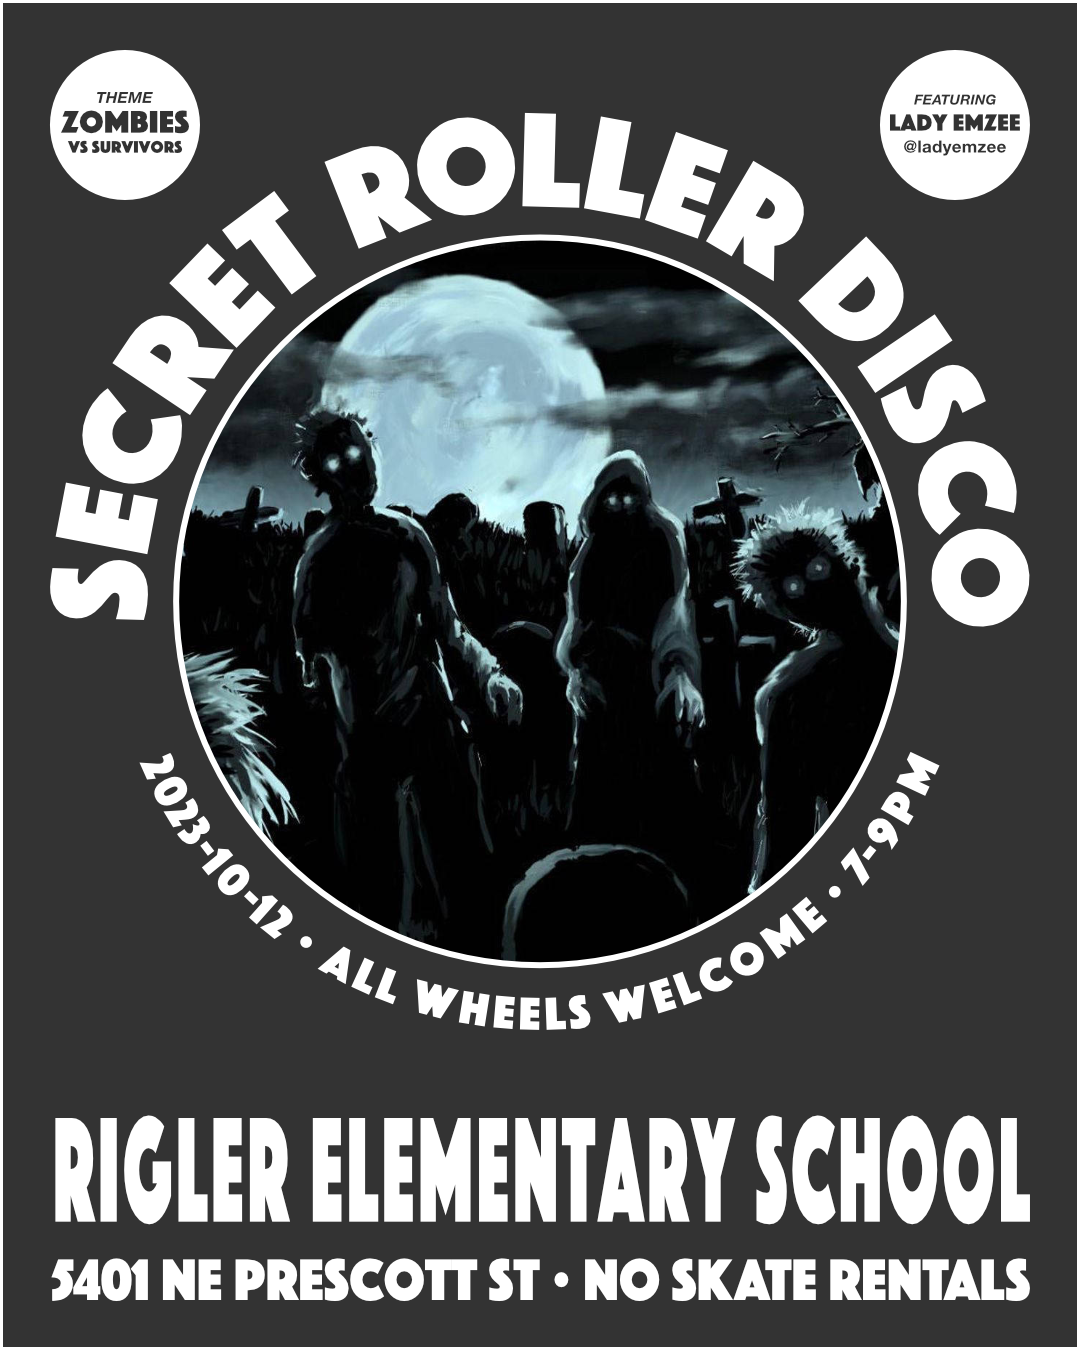 THEME
ZOMBIES
VS SURVIVORS
FEATURING
LADY EMZEE
@ladyemzee
SECRET ROLLER DISCO
2023-10-12 • ALL WHEELS WELCOME • 7-9PM
RIGLER ELEMENTARY SCHOOL
5401 NE PRESCOTT ST • NO SKATE RENTALS